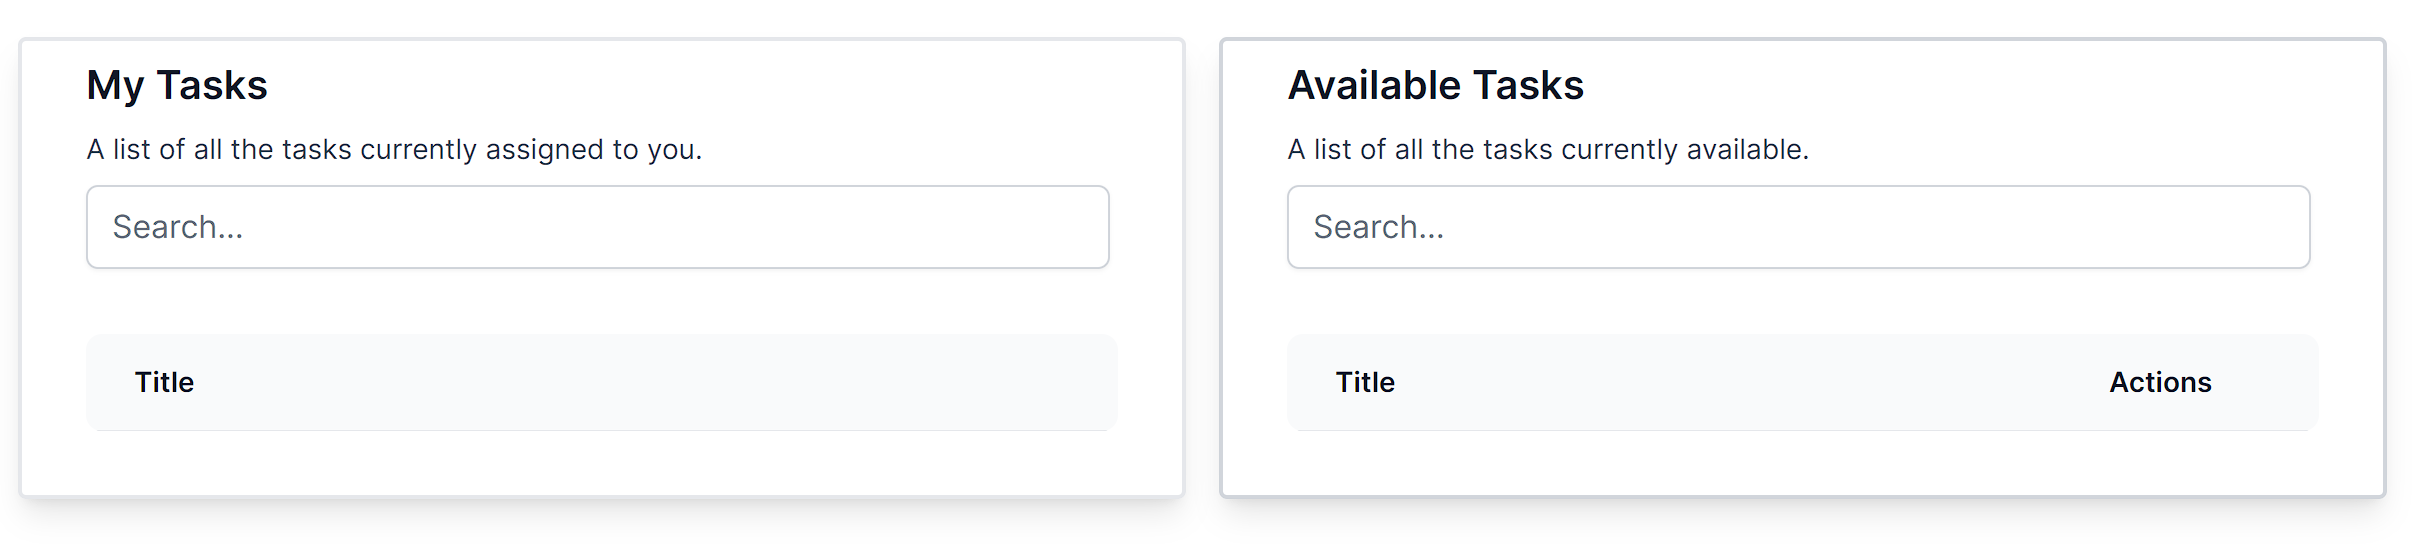 My Tasks
A list of all the tasks currently assigned to you.
Search...
Title
Available Tasks
A list of all the tasks currently available.
Search...
Title Actions